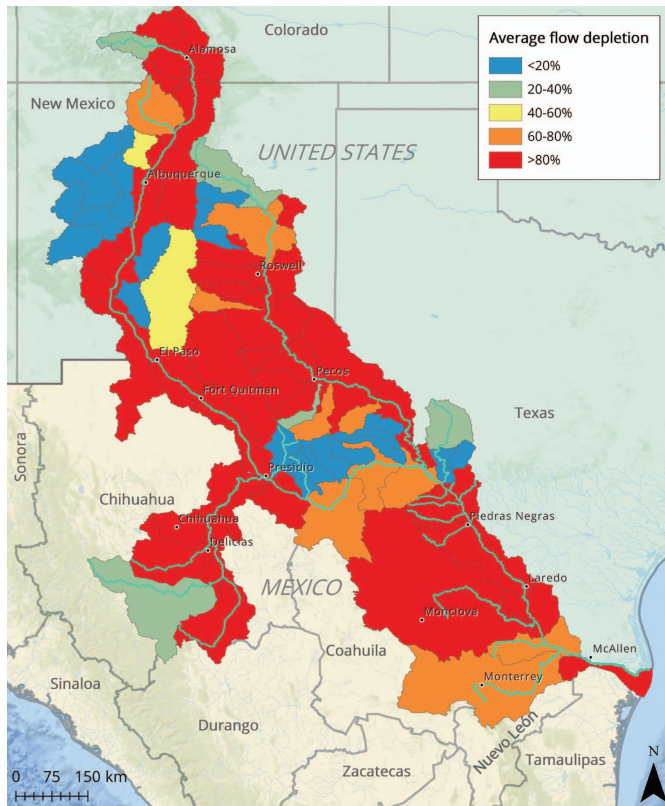 Colorado
Average flow depletion
<20%
20-40%
40-60%
60-80%
>80%
Alamosa
New Mexico
UNITED STATES
Albuquerque
Roswell
El Paso
Pecos
Fort Quitman
Texas
Sonora
Presidio
Chihuahua
Chihuahua
Piedras Negras
Delicias
MEXICO
Laredo
Monclova
Coahuila
McAllen
Sinaloa
Monterrey
Durango
Nuevo León
Tamaulipas
Zacatecas
N
0 75 150 km